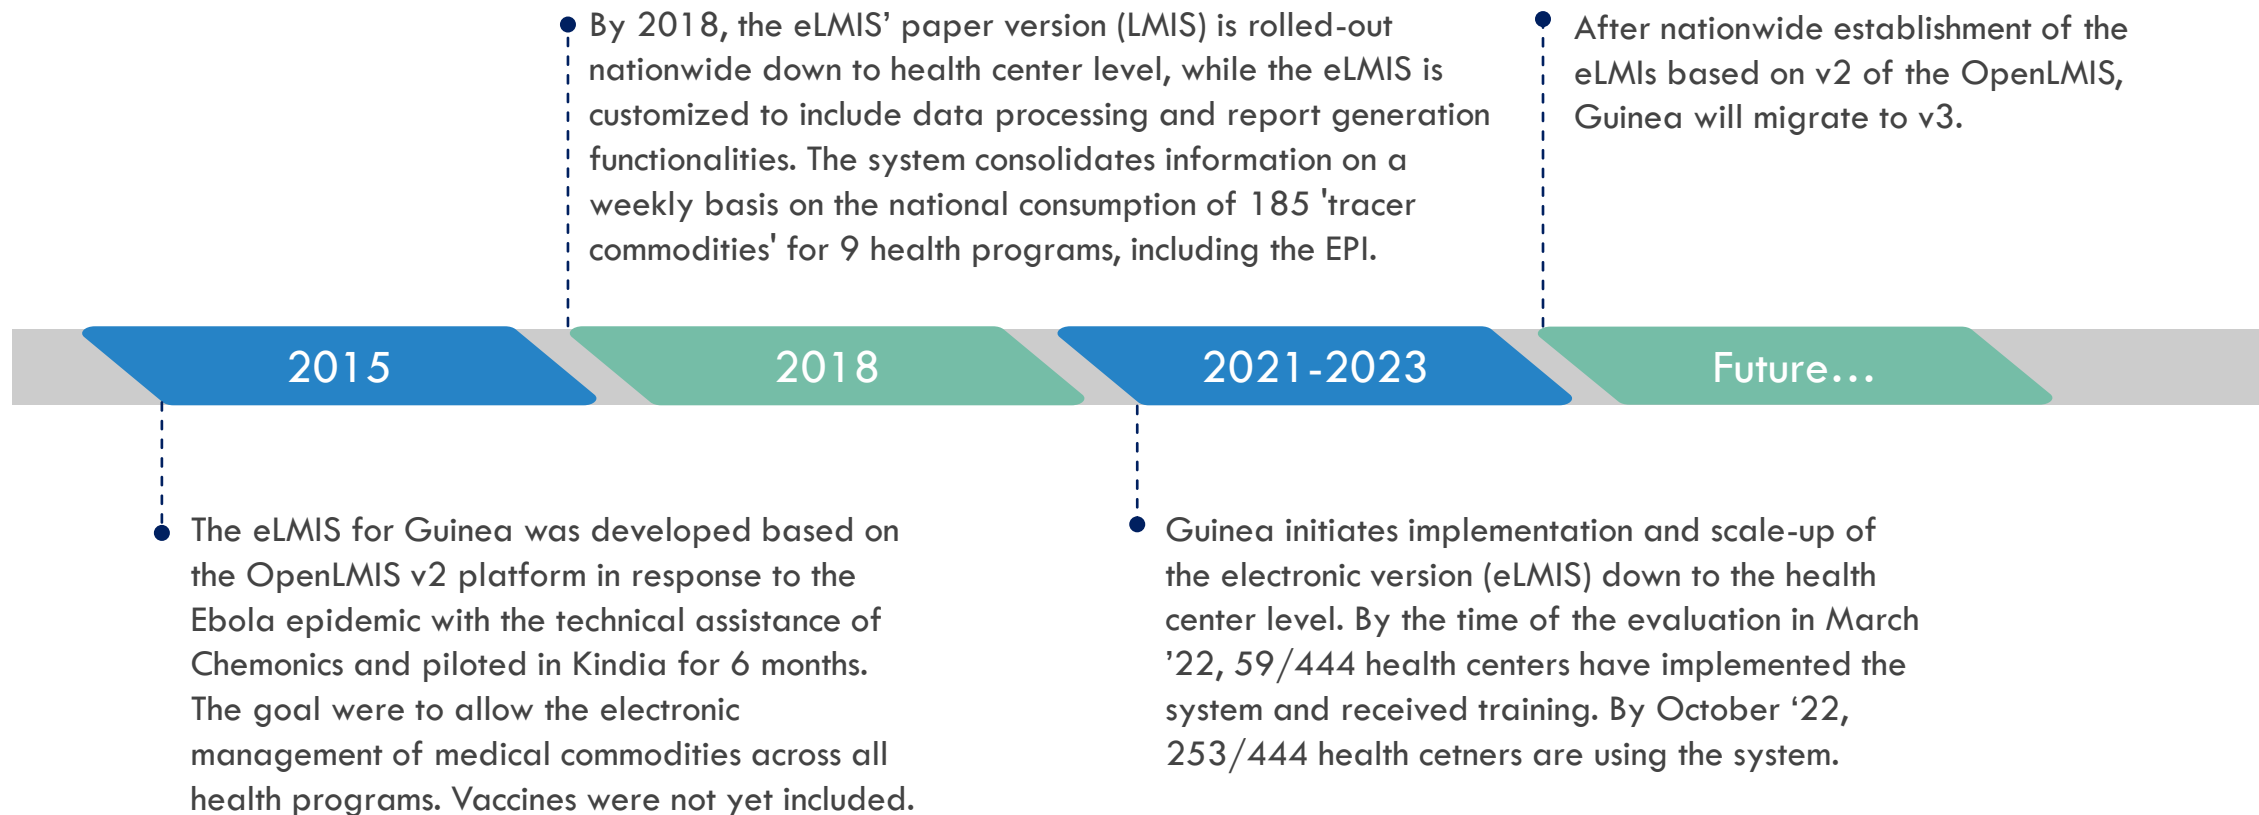 By 2018, the eLMIS’ paper version (LMIS) is rolled-out
nationwide down to health center level, while the eLMIS is
customized to include data processing and report generation
functionalities. The system consolidates information on a
weekly basis on the national consumption of 185 'tracer
commodities' for 9 health programs, including the EPI.
After nationwide establishment of the
eLMIs based on v2 of the OpenLMIS,
Guinea will migrate to v3.
2015
2018
2021-2023
Future...
The eLMIS for Guinea was developed based on
the OpenLMIS v2 platform in response to the
Ebola epidemic with the technical assistance of
Chemonics and piloted in Kindia for 6 months.
The goal were to allow the electronic
management of medical commodities across all
health programs. Vaccines were not yet included.
Guinea initiates implementation and scale-up of
the electronic version (eLMIS) down to the health
center level. By the time of the evaluation in March
’22, 59/444 health centers have implemented the
system and received training. By October ‘22,
253/444 health cetners are using the system.